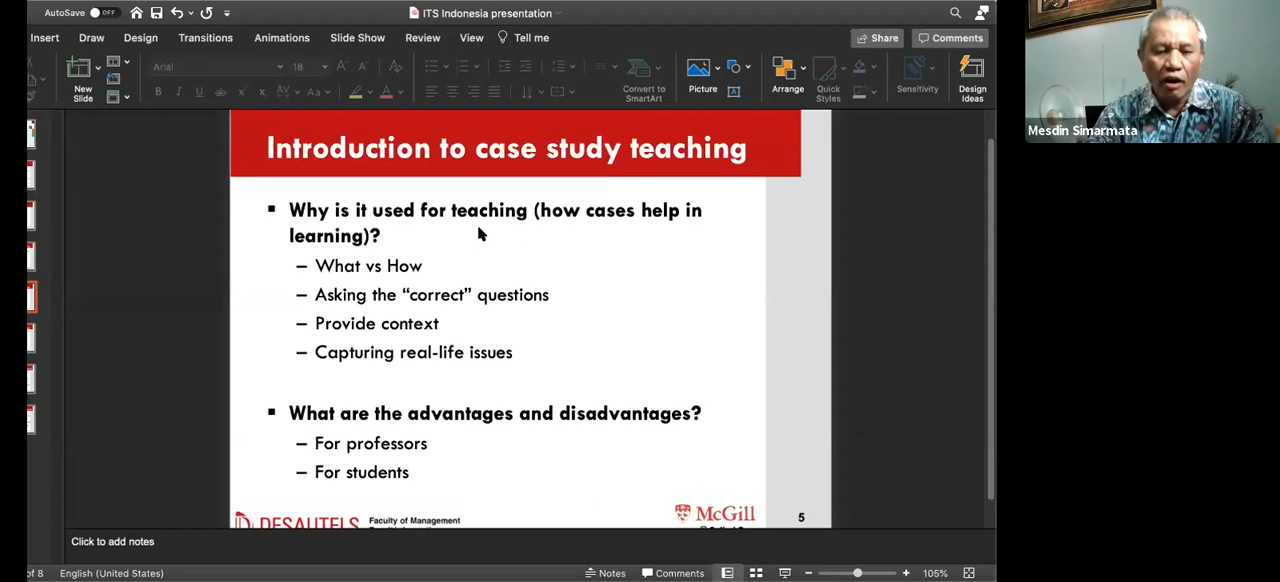 AutoSave OFF
ITS Indonesia presentation
Insert Draw Design Transitions Animations Slide Show Review View Tell me
Share Comments
Arial 18
New Slide
Convert to SmartArt
Picture
Arrange
Quick Styles
Sensitivity
Design Ideas
Mesdin Simarmata
Introduction to case study teaching
▪ Why is it used for teaching (how cases help in
learning)?
– What vs How
– Asking the “correct” questions
– Provide context
– Capturing real-life issues
▪ What are the advantages and disadvantages?
– For professors
– For students
DESAUTELS Faculty of Management
McGill
5
Click to add notes
of 8 English (United States) Notes Comments 105%